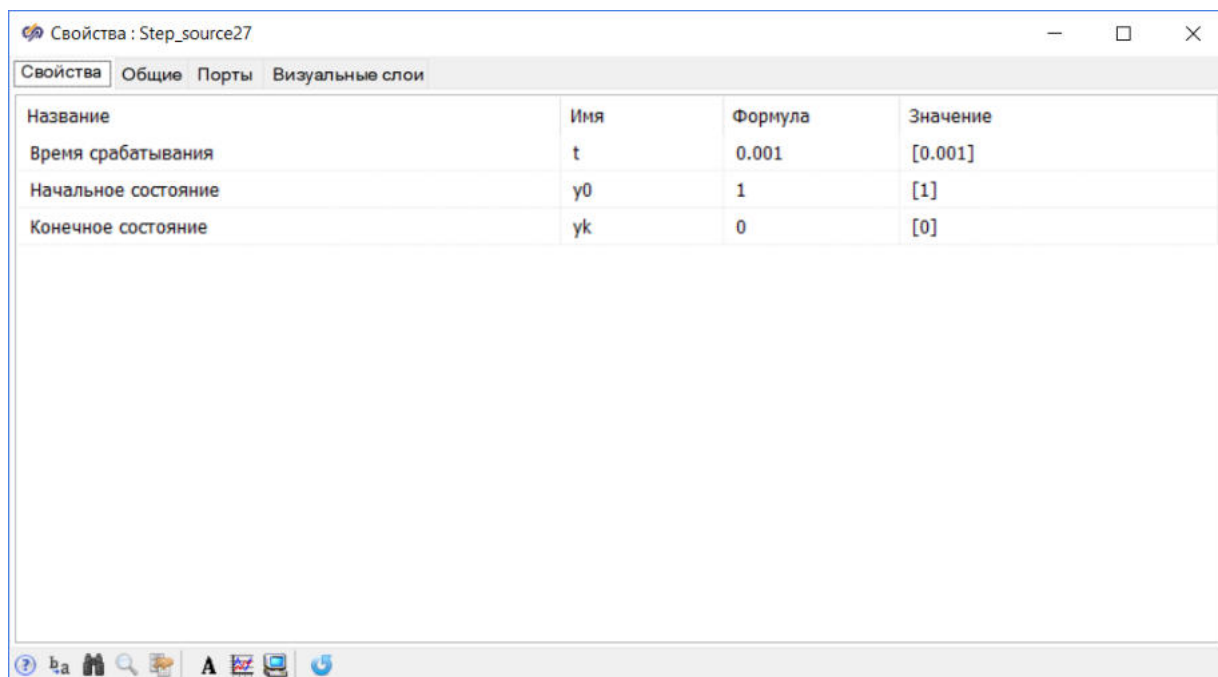 Свойства : Step_source27
Свойства Общие Порты Визуальные слои
Название Имя Формула Значение
Время срабатывания t 0.001 [0.001]
Начальное состояние y0 1 [1]
Конечное состояние yk 0 [0]